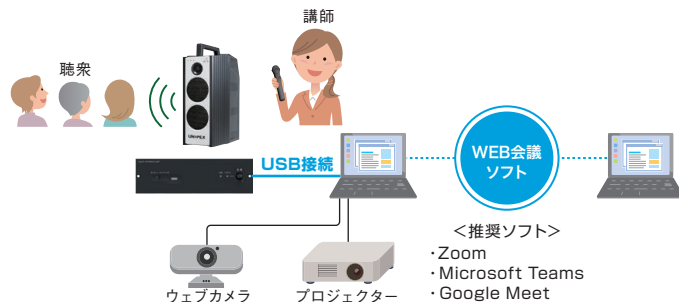 講師
聴衆
UNI-PEX
USB接続
WEB会議
ソフト
＜推奨ソフト＞
・Zoom
・Microsoft Teams
・Google Meet
ウェブカメラ
プロジェクター